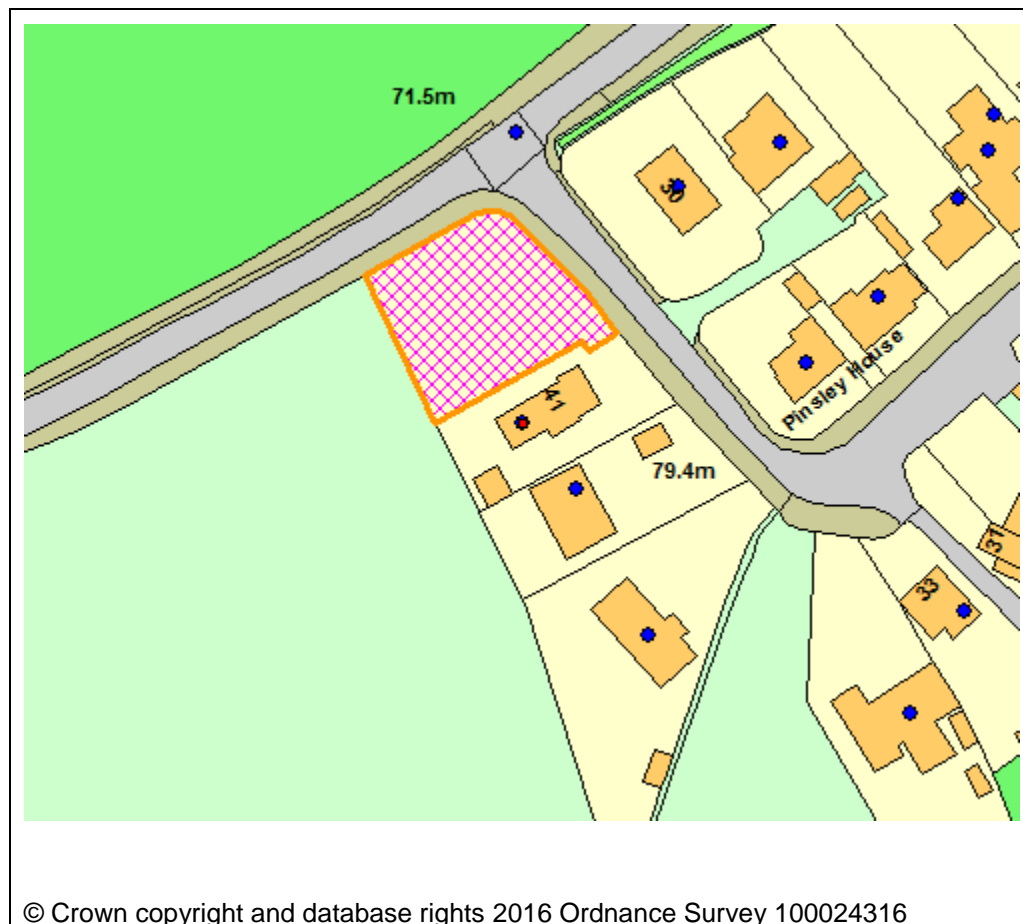 71.5m
30
Pinsley House
41
79.4m
31
33
© Crown copyright and database rights 2016 Ordnance Survey 100024316